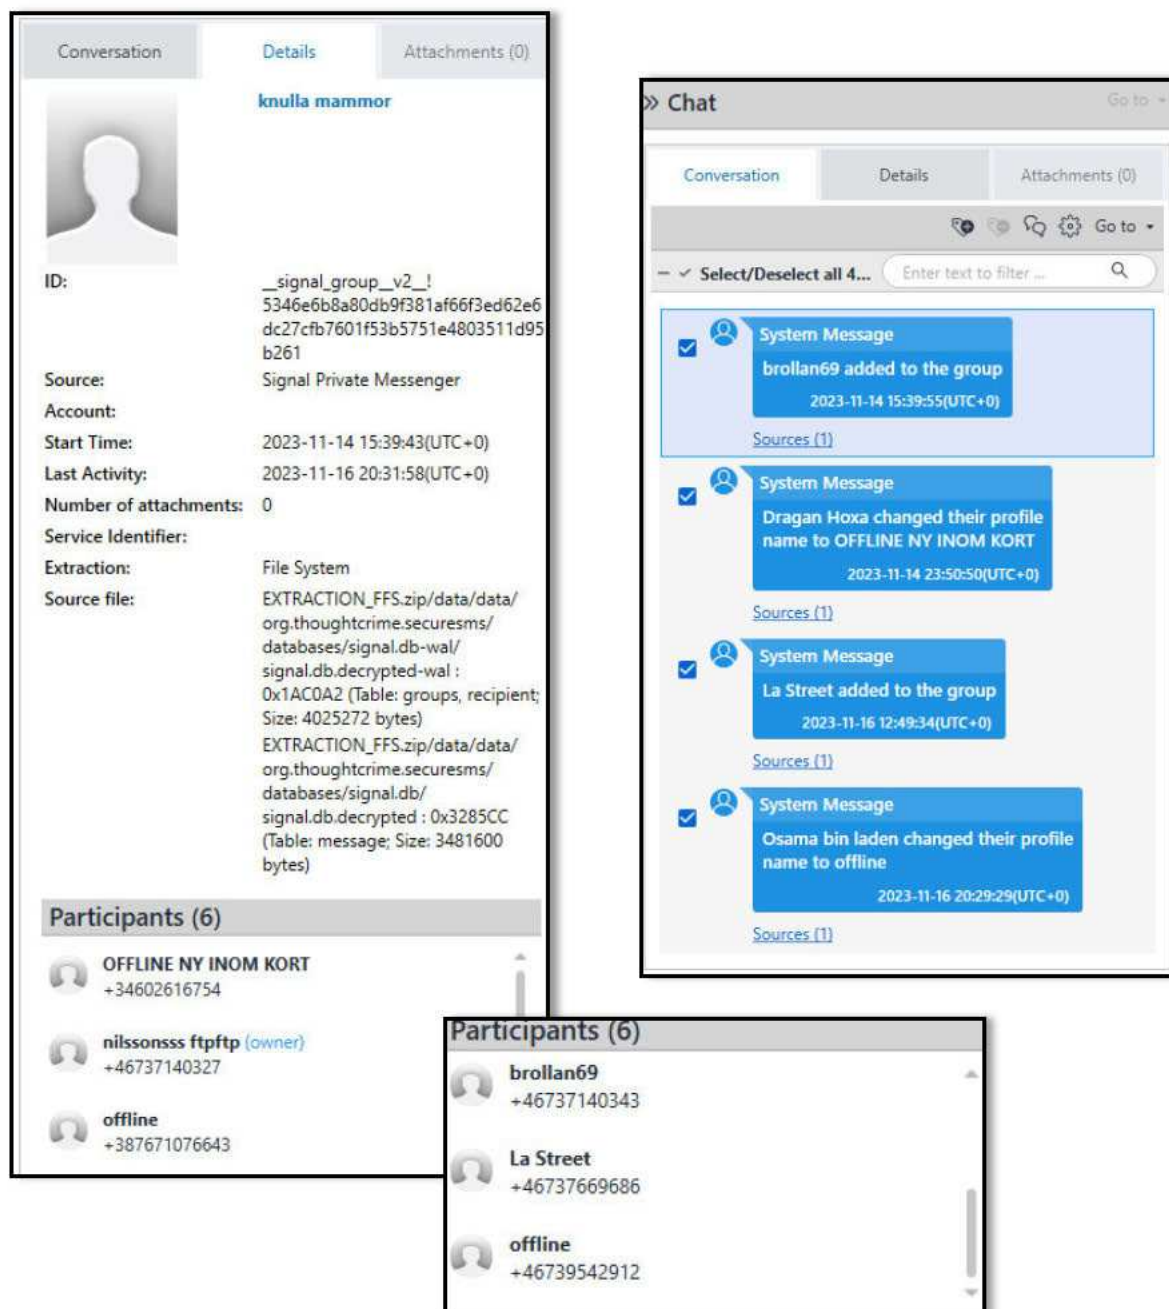 Conversation
Details
Attachments (0)
knulla mammor
ID:
__signal_group__v2__!
5346e6b8a80db9f381af66f3ed62e6
dc27cfb7601f53b5751e4803511d95
b261
Source:
Signal Private Messenger
Account:
Start Time:
2023-11-14 15:39:43(UTC+0)
Last Activity:
2023-11-16 20:31:58(UTC+0)
Number of attachments:
0
Service Identifier:
Extraction:
File System
Source file:
EXTRACTION_FFS.zip/data/data/
org.thoughtcrime.securesms/
databases/signal.db-wal/
signal.db.decrypted-wal :
0x1AC0A2 (Table: groups, recipient;
Size: 4025272 bytes)
EXTRACTION_FFS.zip/data/data/
org.thoughtcrime.securesms/
databases/signal.db/
signal.db.decrypted : 0x3285CC
(Table: message; Size: 3481600
bytes)
Participants (6)
OFFLINE NY INOM KORT
+34602616754
nilssonsss ftpftp (owner)
+46737140327
offline
+387671076643
» Chat
Go to
Conversation
Details
Attachments (0)
Go to
Select/Deselect all 4...
Enter text to filter ...
System Message
brollan69 added to the group
2023-11-14 15:39:55(UTC+0)
Sources (1)
System Message
Dragan Hoxa changed their profile
name to OFFLINE NY INOM KORT
2023-11-14 23:50:50(UTC+0)
Sources (1)
System Message
La Street added to the group
2023-11-16 12:49:34(UTC+0)
Sources (1)
System Message
Osama bin laden changed their profile
name to offline
2023-11-16 20:29:29(UTC+0)
Sources (1)
Participants (6)
brollan69
+46737140343
La Street
+46737669686
offline
+46739542912